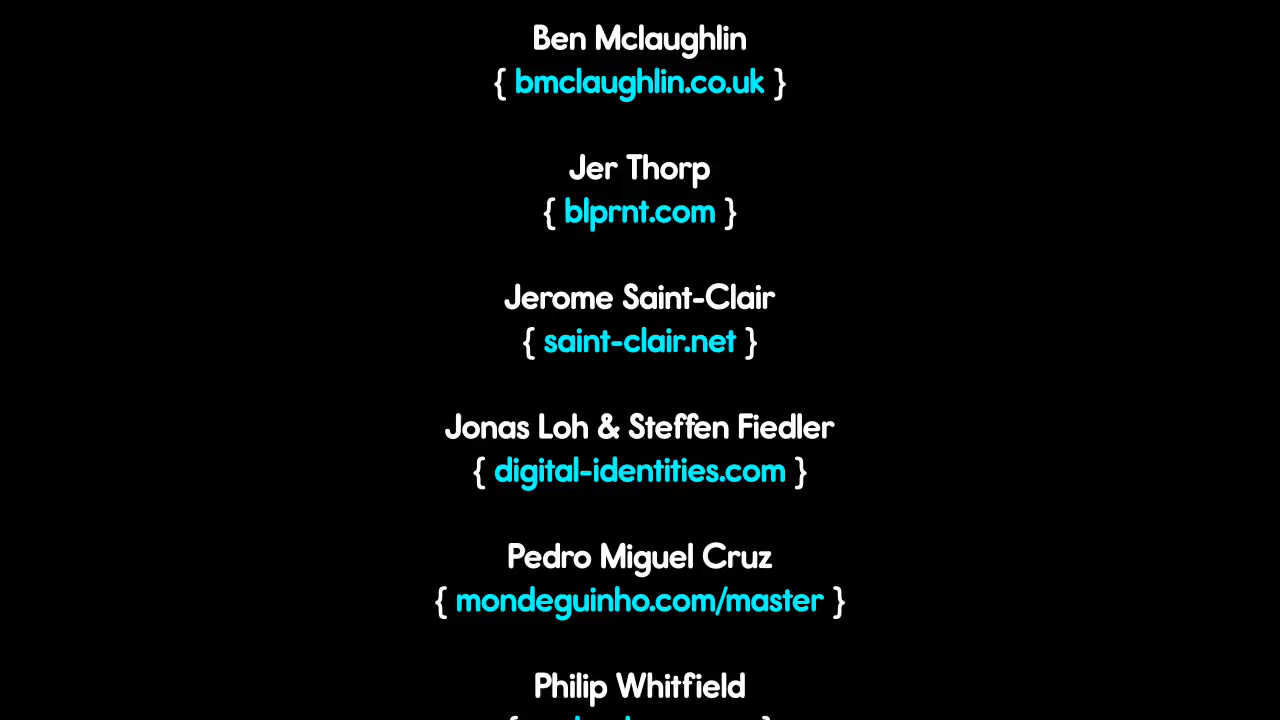 Ben Mclaughlin
{ bmclaughlin.co.uk }
Jer Thorp
{ blprnt.com }
Jerome Saint-Clair
{ saint-clair.net }
Jonas Loh & Steffen Fiedler
{ digital-identities.com }
Pedro Miguel Cruz
{ mondeguinho.com/master }
Philip Whitfield